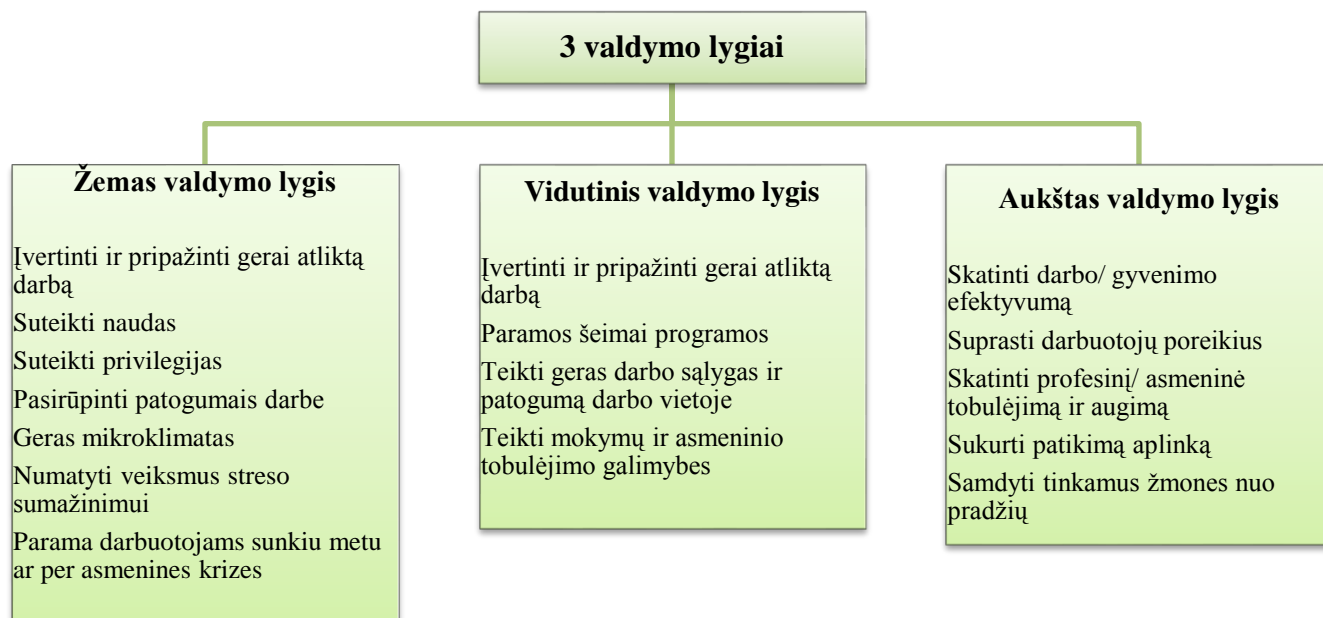 3 valdymo lygiai
Žemas valdymo lygis
Įvertinti ir pripažinti gerai atliktą
darbą
Suteikti naudas
Suteikti privilegijas
Pasirūpinti patogumais darbe
Geras mikroklimatas
Numatyti veiksmus streso
sumažinimui
Parama darbuotojams sunkiu metu
ar per asmenines krizes
Vidutinis valdymo lygis
Įvertinti ir pripažinti gerai atliktą
darbą
Paramos šeimai programos
Teikti geras darbo sąlygas ir
patogumą darbo vietoje
Teikti mokymų ir asmeninio
tobulėjimo galimybes
Aukštas valdymo lygis
Skatinti darbo/ gyvenimo
efektyvumą
Suprasti darbuotojų poreikius
Skatinti profesinį/ asmeninė
tobulėjimą ir augimą
Sukurti patikimą aplinką
Samdyti tinkamus žmones nuo
pradžių